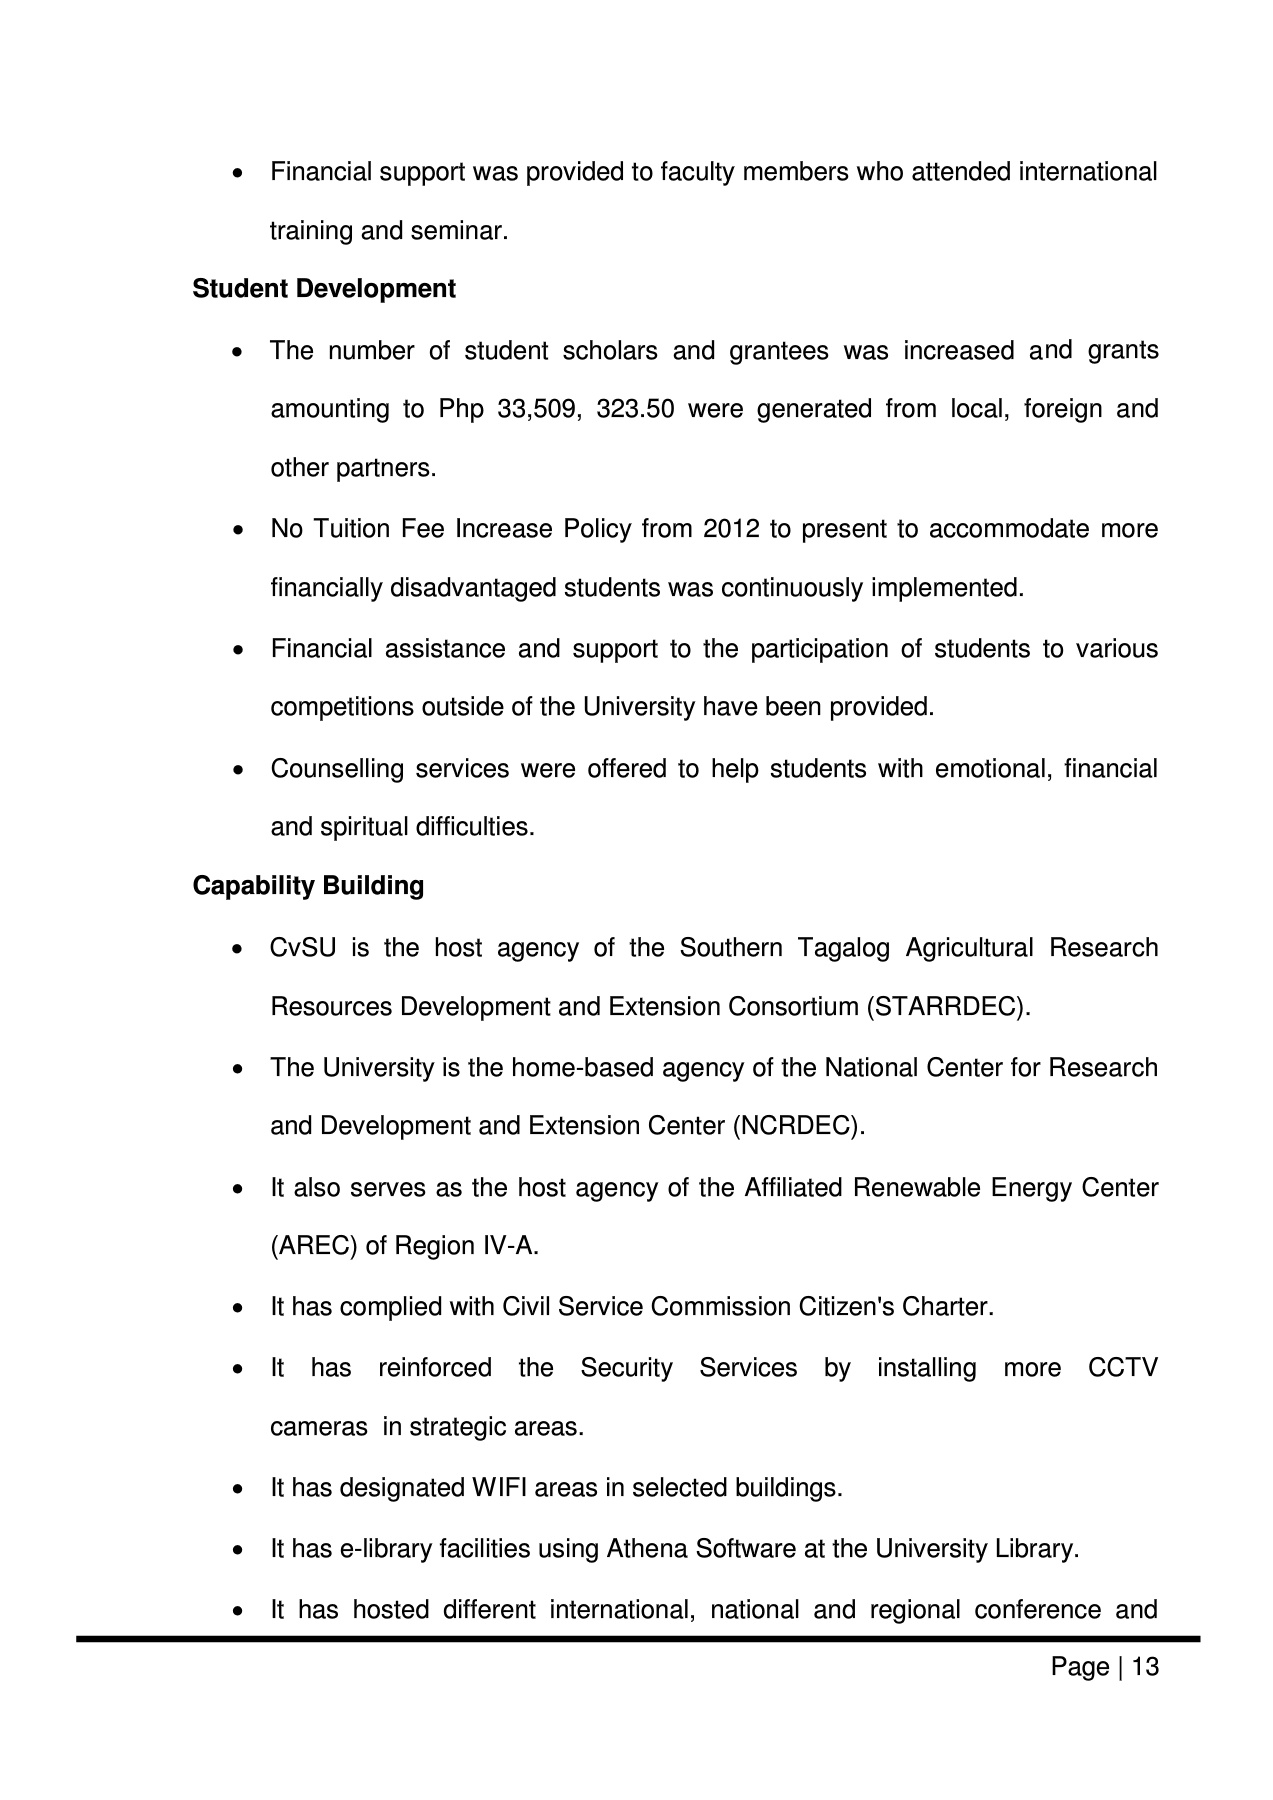 • Financial support was provided to faculty members who attended international
training and seminar.
Student Development
• The number of student scholars and grantees was increased and grants
amounting to Php 33,509, 323.50 were generated from local, foreign and
other partners.
• No Tuition Fee Increase Policy from 2012 to present to accommodate more
financially disadvantaged students was continuously implemented.
• Financial assistance and support to the participation of students to various
competitions outside of the University have been provided.
• Counselling services were offered to help students with emotional, financial
and spiritual difficulties.
Capability Building
• CvSU is the host agency of the Southern Tagalog Agricultural Research
Resources Development and Extension Consortium (STARRDEC).
• The University is the home-based agency of the National Center for Research
and Development and Extension Center (NCRDEC).
• It also serves as the host agency of the Affiliated Renewable Energy Center
(AREC) of Region IV-A.
• It has complied with Civil Service Commission Citizen's Charter.
• It has reinforced the Security Services by installing more CCTV
cameras  in strategic areas.
• It has designated WIFI areas in selected buildings.
• It has e-library facilities using Athena Software at the University Library.
• It has hosted different international, national and regional conference and
Page | 13